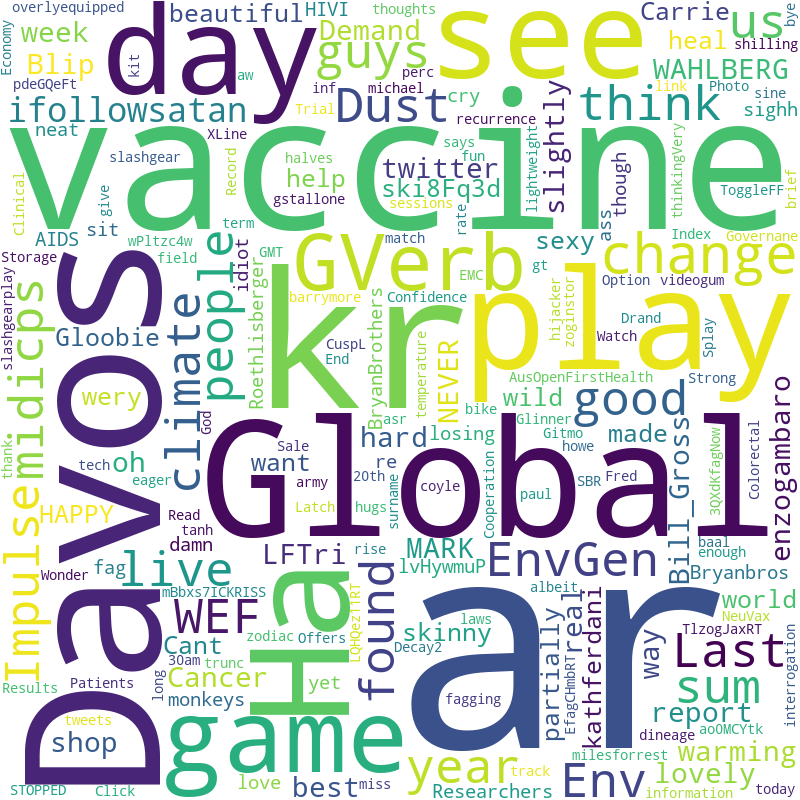 overlyequipped
beautiful
HIVI
thoughts
Carrie
us
bye
Economy
week
day
guys
Demand
see
heal
shilling
Blip
kit
aw
perc
WAHLBERG
pdeGQeFt
inf
michael
Trial
link
Photo
sine
ifollowsatan
Dust
cry
recurrence
slightly
think
sighh
neat
XLine
vaccine
slashgear
Record
halves
says
fun
lightweight
thinkingVery
ToggleFF
brief
Clinical
give
help
twitter
ski8Fq3d
though
gstallone
sessions
ass
AIDS
sit
wPltzc4w
term
match
rate
sexy
Index
Governane
Storage
field
people
idiot
GMT
GVerb
EMC
gt
change
Option
videogum
slashgearplay
midicps
climate
Roethlisberger
barrymore
Confidence
BryanBrothers
kr
play
hijacker
zoginstor
Drand
Watch
Splay
Gloobie
CuspL
End
temperature
NEVER
AusOpenFirstHealth
Strong
wery
God
wild
bike
good
Glinner
thank
tech
oh
Sale
want
hard
asr
losing
Gitmo
made
Davos
eager
20th
re
Cooperation
howe
Global
Bill_Gross
3QXdKfagNow
Colorectal
enzogambaro
Impulse
HAPPY
Read
tanh
army
coyle
surname
paul
SBR
Fred
damn
Latch
hugs
Wonder
fag
live
LFTri
rise
MARK
lvHywmuP
EnvGen
baal
enough
Bryanbros
mBbxs7ICKRISS
zodiac
Ha
LQHQez11RT
found
laws
albeit
world
NeuVax
WEF
Offers
skinny
ar
partially
real
kathferdani
way
TlzogJaxRT
Cant
30am
trunc
Decay2
EfagCHmbRT
Last
interrogation
Results
Patients
long
Cancer
yet
monkeys
fagging
sum
tweets
game
report
ao0MCYtk
shop
dineage
milesforrest
warming
love
best
miss
year
track
Env
lovely
STOPPED
Click
Researchers
information
today